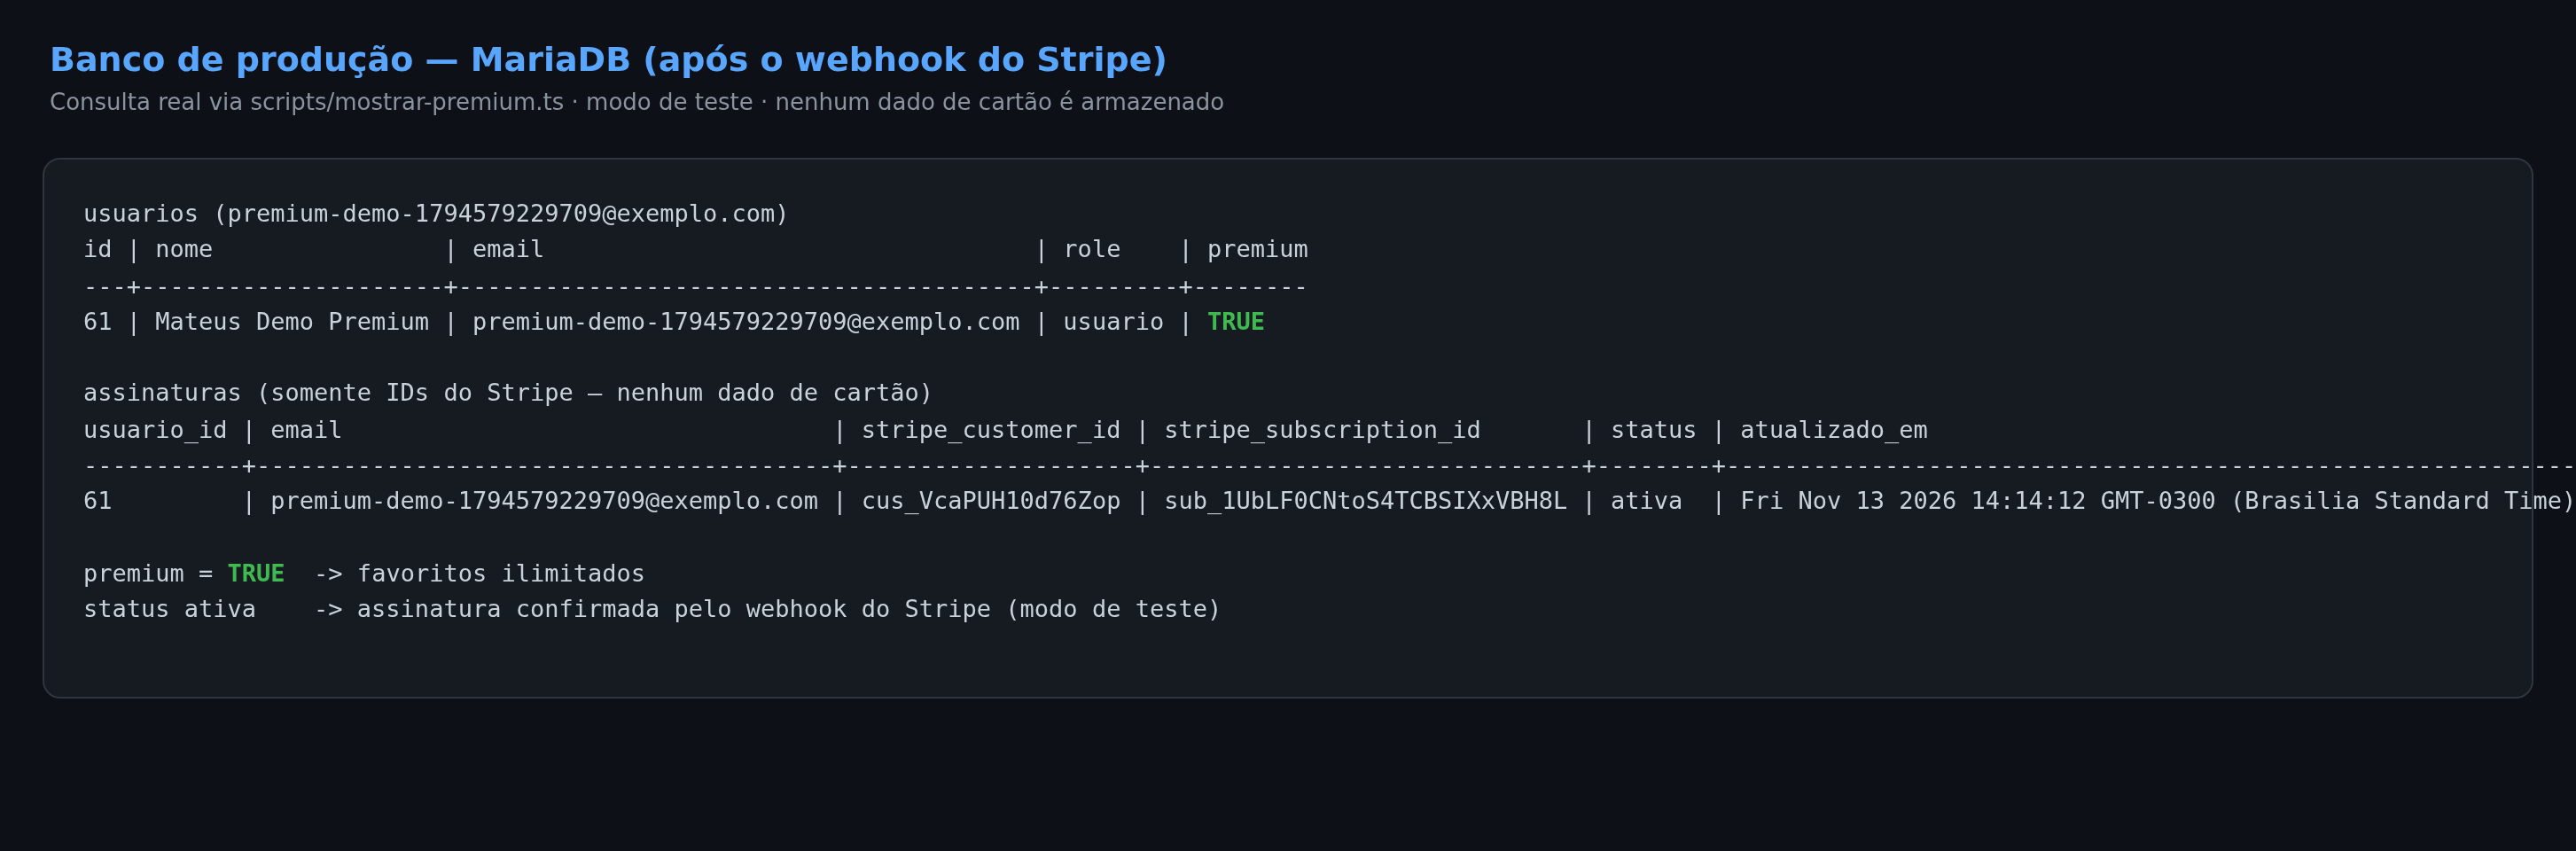 Banco de produção — MariaDB (após o webhook do Stripe)
Consulta real via scripts/mostrar-premium.ts · modo de teste · nenhum dado de cartão é armazenado
usuarios (premium-demo-1794579229709@exemplo.com)
id | nome                | email                                  | role    | premium
---+---------------------+----------------------------------------+---------+--------
61 | Mateus Demo Premium | premium-demo-1794579229709@exemplo.com | usuario | TRUE
assinaturas (somente IDs do Stripe — nenhum dado de cartão)
usuario_id | email                                  | stripe_customer_id | stripe_subscription_id       | status | atualizado_em
-----------+----------------------------------------+--------------------+------------------------------+--------+-----------------------------------------------------------
61         | premium-demo-1794579229709@exemplo.com | cus_VcaPUH10d76Zop | sub_1UbLF0CNtoS4TCBSIXxVBH8L | ativa  | Fri Nov 13 2026 14:14:12 GMT-0300 (Brasilia Standard Time)
premium = TRUE  -> favoritos ilimitados
status ativa    -> assinatura confirmada pelo webhook do Stripe (modo de teste)